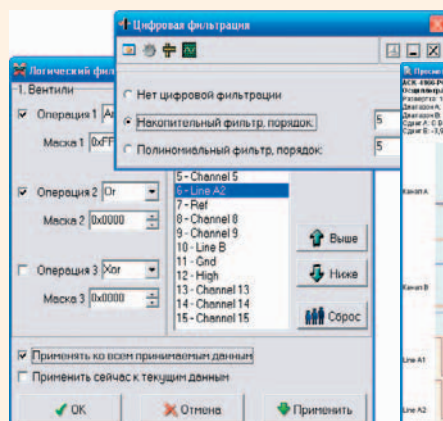 Цифровая фильтрация
Нет цифровой фильтрации
Накопительный фильтр, порядок: 5
Полиномиальный фильтр, порядок: 5
Логический фил
1. Вентили
Операция 1
Маска 1 0xFF
Операция 2 Or
Маска 2 0x0000
Операция 3 Xor
Маска 3 0x0000
5 - Channel 5
6 - Line A2
7 - Ref
8 - Channel 8
9 - Channel 9
10 - Line B
11 - Gnd
12 - High
13 - Channel 13
14 - Channel 14
15 - Channel 15
Выше
Ниже
Сброс
Применять ко всем принимаемым данным
Применить сейчас к текущим данным
OK
Отмена
Применить
Канал A
Канал B
Line A1
Line A2